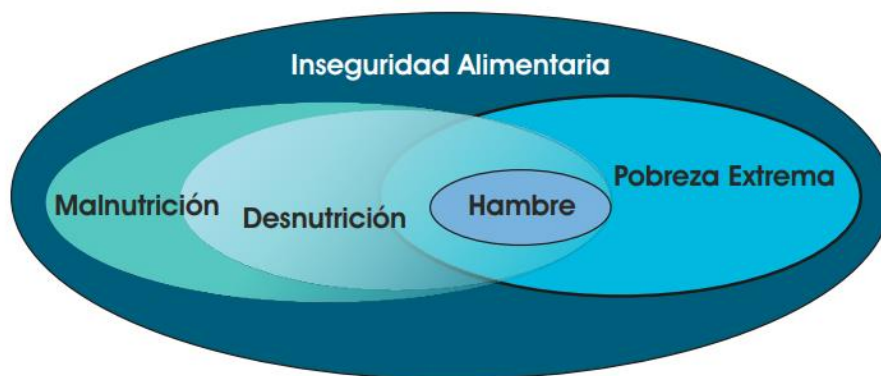 Inseguridad Alimentaria
Malnutrición
Desnutrición
Hambre
Pobreza Extrema